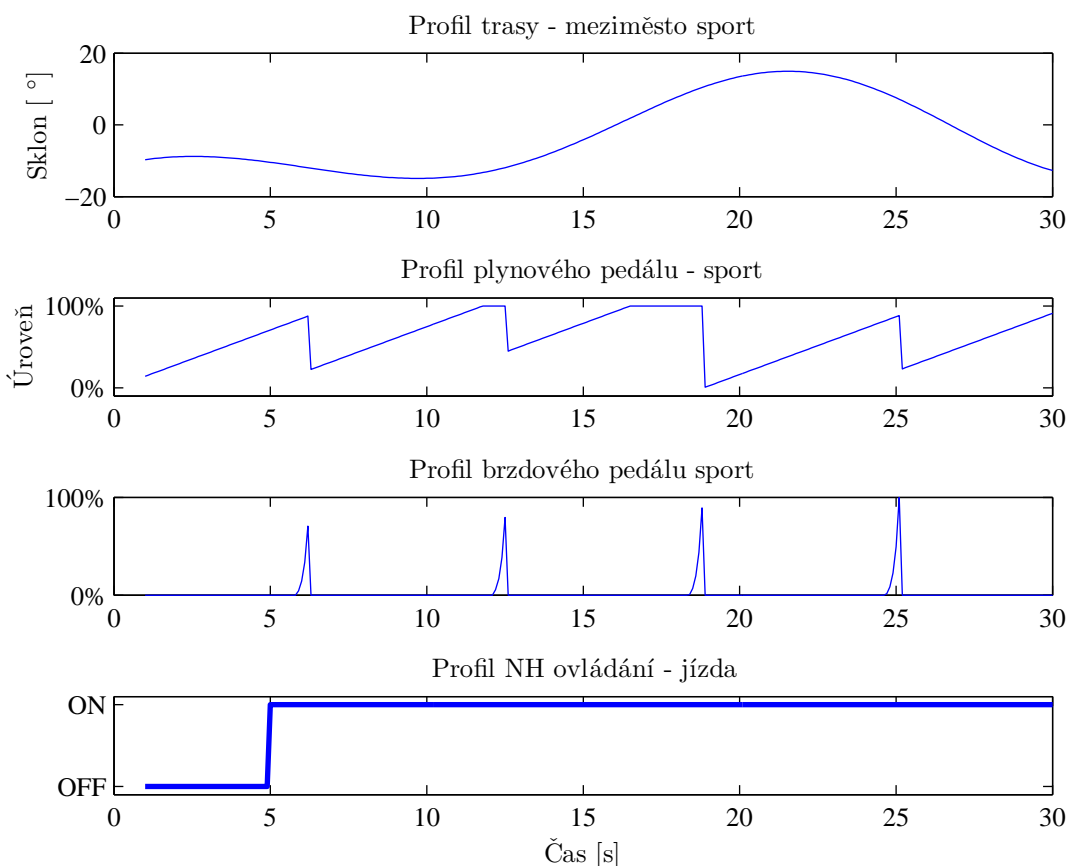 Profil trasy - meziměsto sport
Sklon [ °]
20
0
−20
0 5 10 15 20 25 30
Profil plynového pedálu - sport
Úroveň
100%
0%
0 5 10 15 20 25 30
Profil brzdového pedálu sport
100%
0%
0 5 10 15 20 25 30
Profil NH ovládání - jízda
ON
OFF
0 5 10 15 20 25 30
Čas [s]